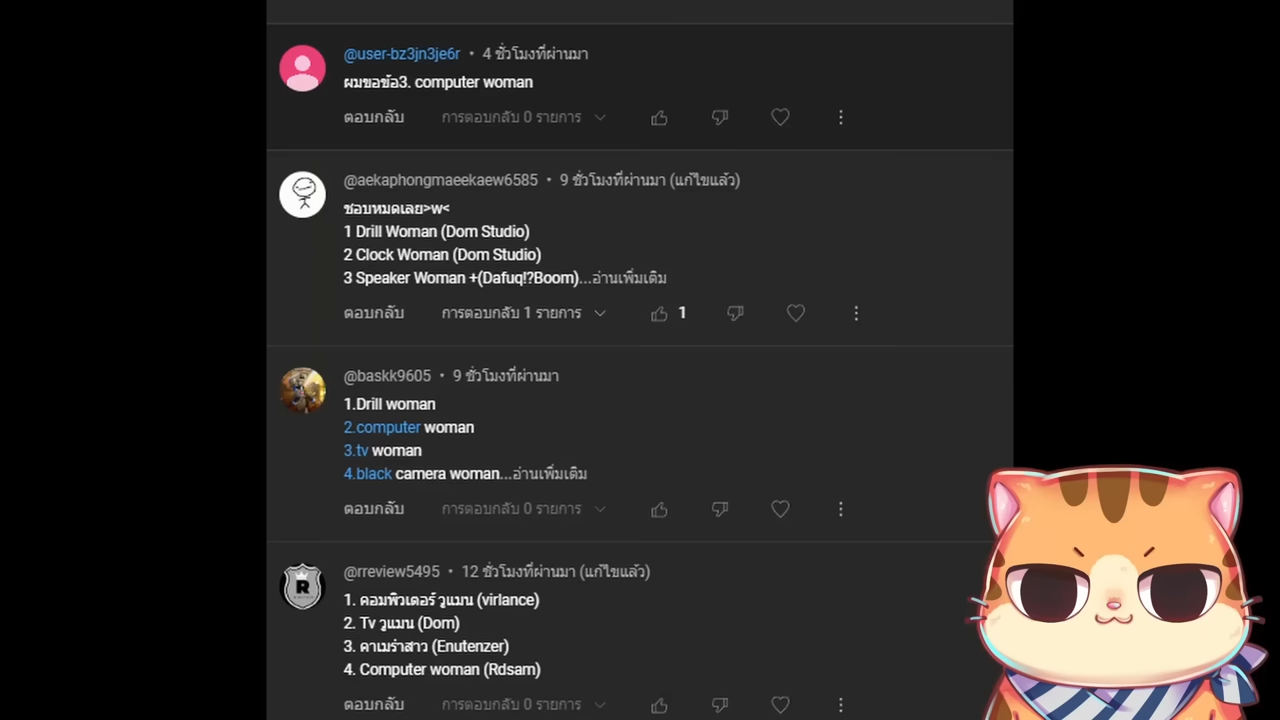 @user-bz3jn3je6r • 4 ชั่วโมงที่ผ่านมา
ผมขอข้อ3. computer woman
ตอบกลับ การตอบกลับ 0 รายการ
@aekaphongmaeekaew6585 • 9 ชั่วโมงที่ผ่านมา (แก้ไขแล้ว)
ชอบหมดเลย>w<
1 Drill Woman (Dom Studio)
2 Clock Woman (Dom Studio)
3 Speaker Woman +(Dafuq!?Boom)...อ่านเพิ่มเติม
ตอบกลับ การตอบกลับ 1 รายการ 1
@baskk9605 • 9 ชั่วโมงที่ผ่านมา
1.Drill woman
2.computer woman
3.tv woman
4.black camera woman...อ่านเพิ่มเติม
ตอบกลับ การตอบกลับ 0 รายการ
R
@rreview5495 • 12 ชั่วโมงที่ผ่านมา (แก้ไขแล้ว)
1. คอมพิวเตอร์ วูแมน (virlance)
2. Tv วูแมน (Dom)
3. คาเมร่าสาว (Enutenzer)
4. Computer woman (Rdsam)
ตอบกลับ การตอบกลับ 0 รายการ